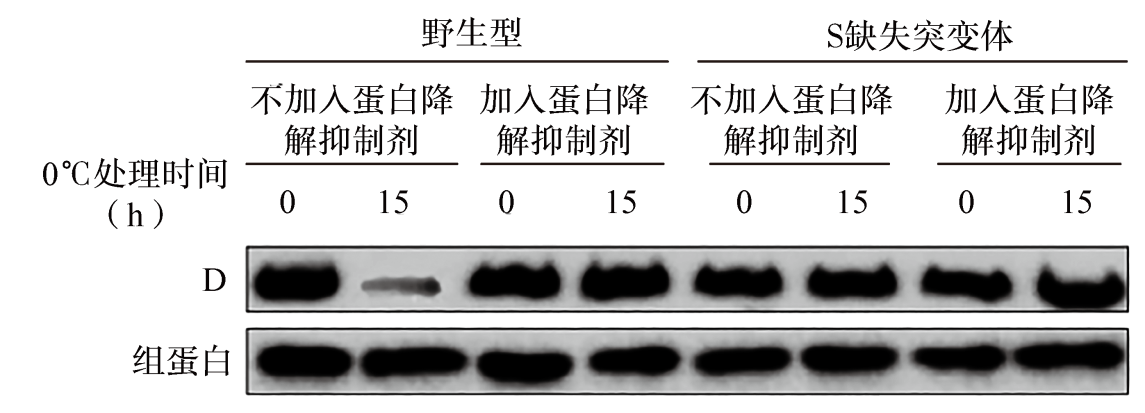 野生型 S缺失突变体
不加入蛋白降 加入蛋白降 不加入蛋白降 加入蛋白降
解抑制剂 解抑制剂 解抑制剂 解抑制剂
0℃处理时间
(h)
0 15 0 15 0 15 0 15
D
组蛋白